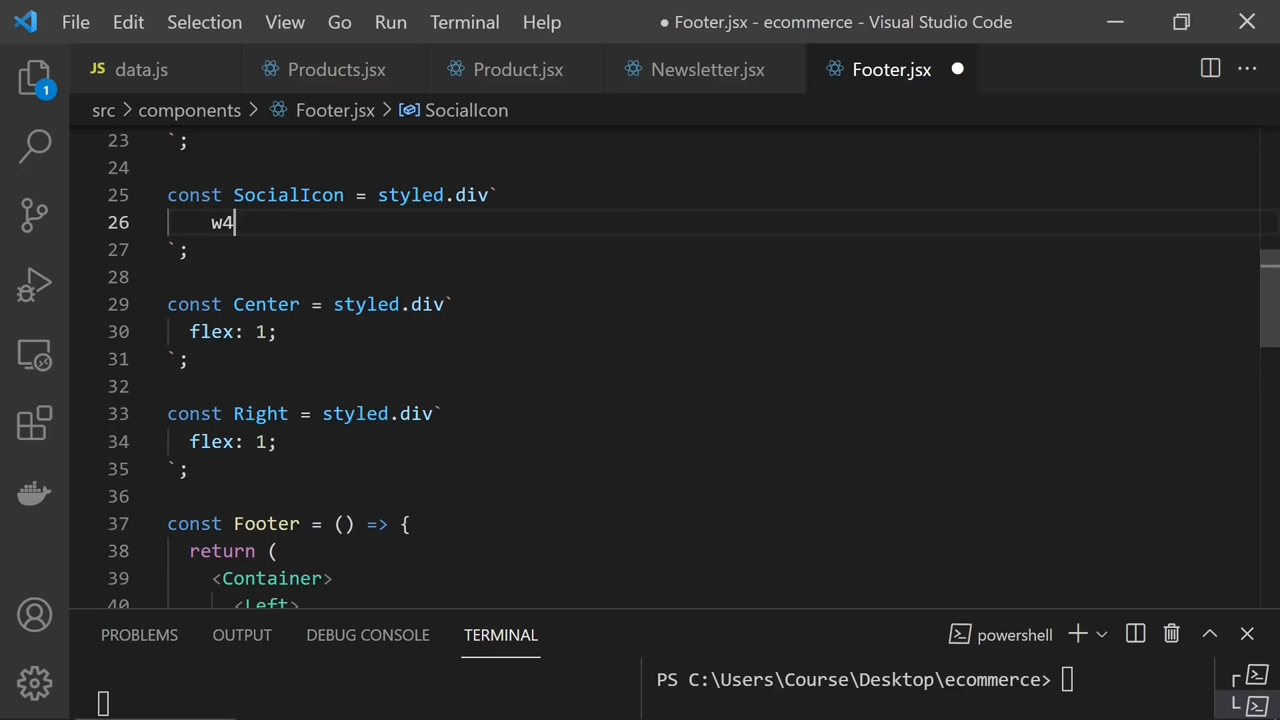 File Edit Selection View Go Run Terminal Help ● Footer.jsx - ecommerce - Visual Studio Code
JS data.js Products.jsx Product.jsx Newsletter.jsx Footer.jsx
src > components > Footer.jsx > SocialIcon
1
23 `;
24
25 const SocialIcon = styled.div`
26 w4
27 `;
28
29 const Center = styled.div`
30 flex: 1;
31 `;
32
33 const Right = styled.div`
34 flex: 1;
35 `;
36
37 const Footer = () => {
38 return (
39 <Container>
40 <Left>
PROBLEMS OUTPUT DEBUG CONSOLE TERMINAL powershell
PS C:\Users\Course\Desktop\ecommerce>